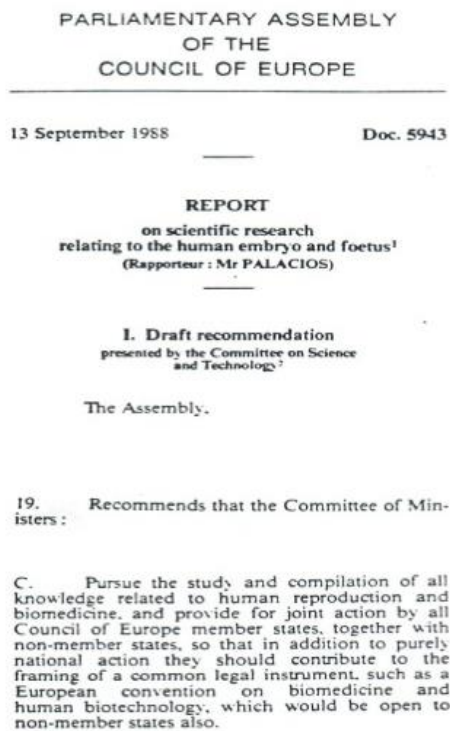 PARLIAMENTARY ASSEMBLY
OF THE
COUNCIL OF EUROPE
13 September 1988 Doc. 5943
REPORT
on scientific research
relating to the human embryo and foetus¹
(Rapporteur : Mr PALACIOS)
I. Draft recommendation
presented by the Committee on Science
and Technology²
The Assembly,
19. Recommends that the Committee of Min-
isters :
C. Pursue the study and compilation of all
knowledge related to human reproduction and
biomedicine, and provide for joint action by all
Council of Europe member states, together with
non-member states, so that in addition to purely
national action they should contribute to the
framing of a common legal instrument, such as a
European convention on biomedicine and
human biotechnology, which would be open to
non-member states also.